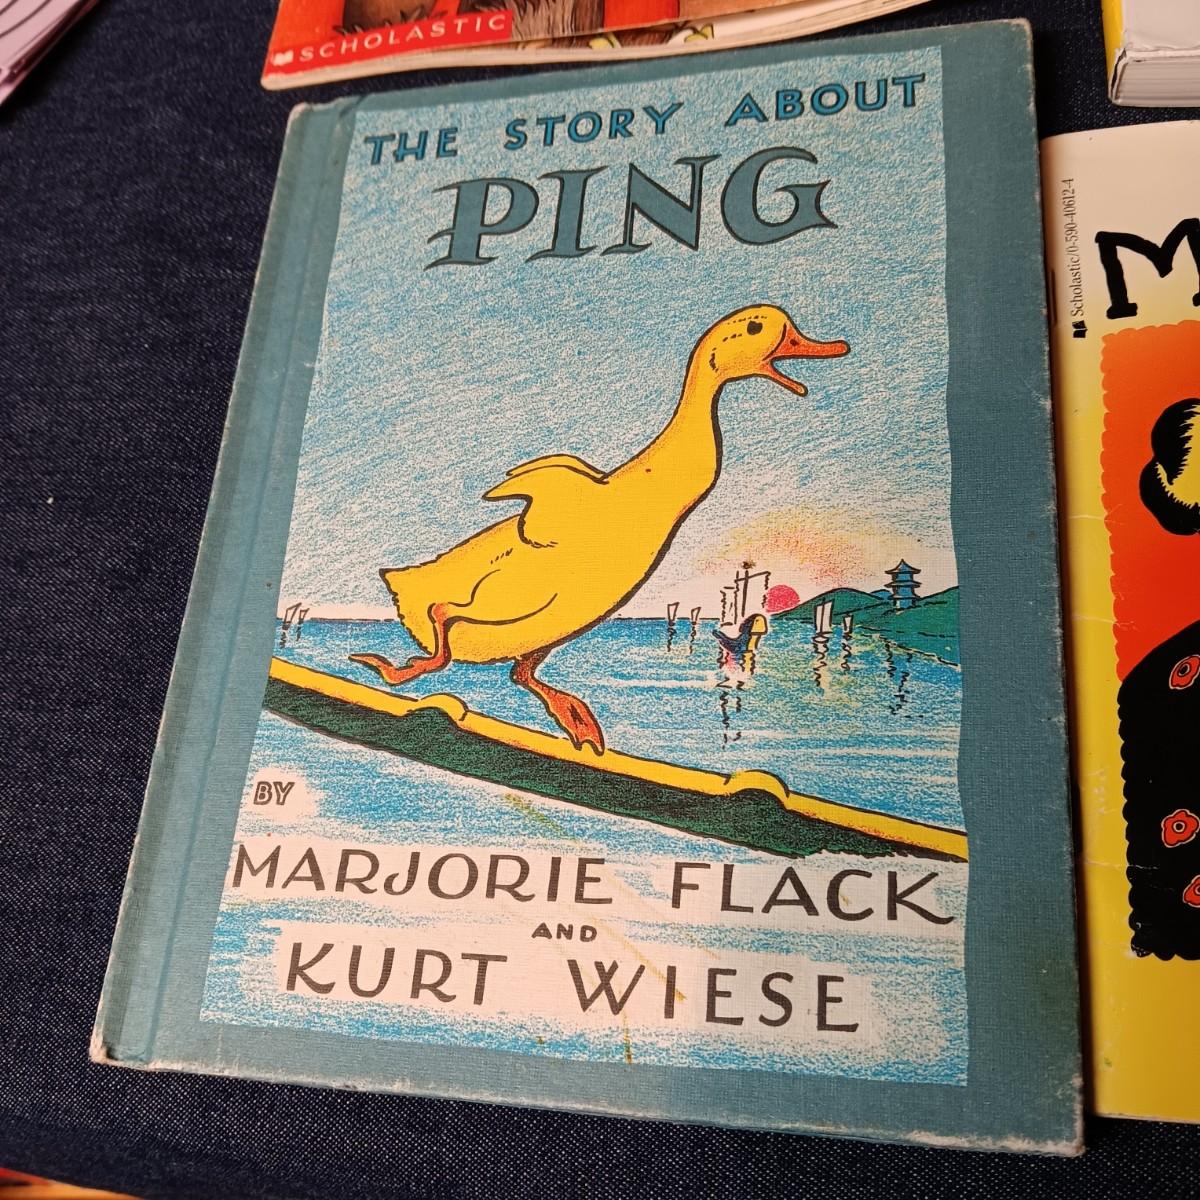 SCHOLASTIC
THE STORY ABOUT
PING
BY
MARJORIE FLACK
AND
KURT WIESE
Scholastic/0-590-40612-4
M